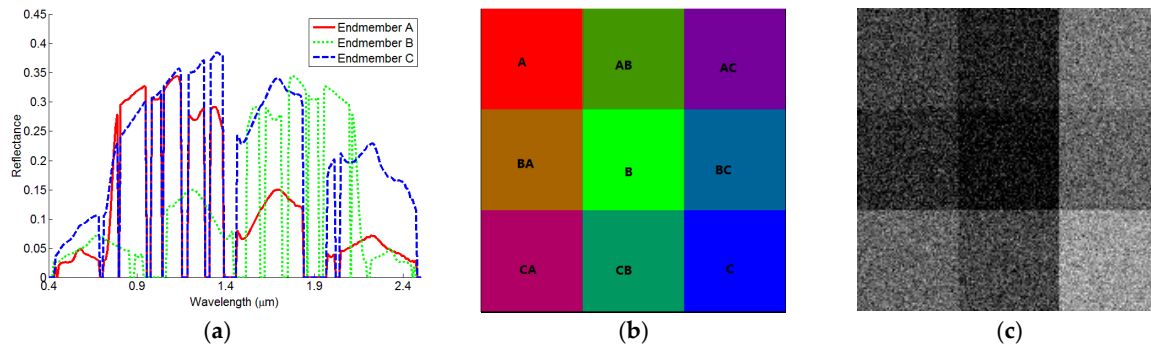 0.45
0.4
0.35
0.3
0.25
0.2
0.15
0.1
0.05
0
Reflectance
0.4 0.9 1.4 1.9 2.4
Wavelength (μm)
Endmember A
Endmember B
Endmember C
(a)
A AB AC
BA B BC
CA CB C
(b)
(c)